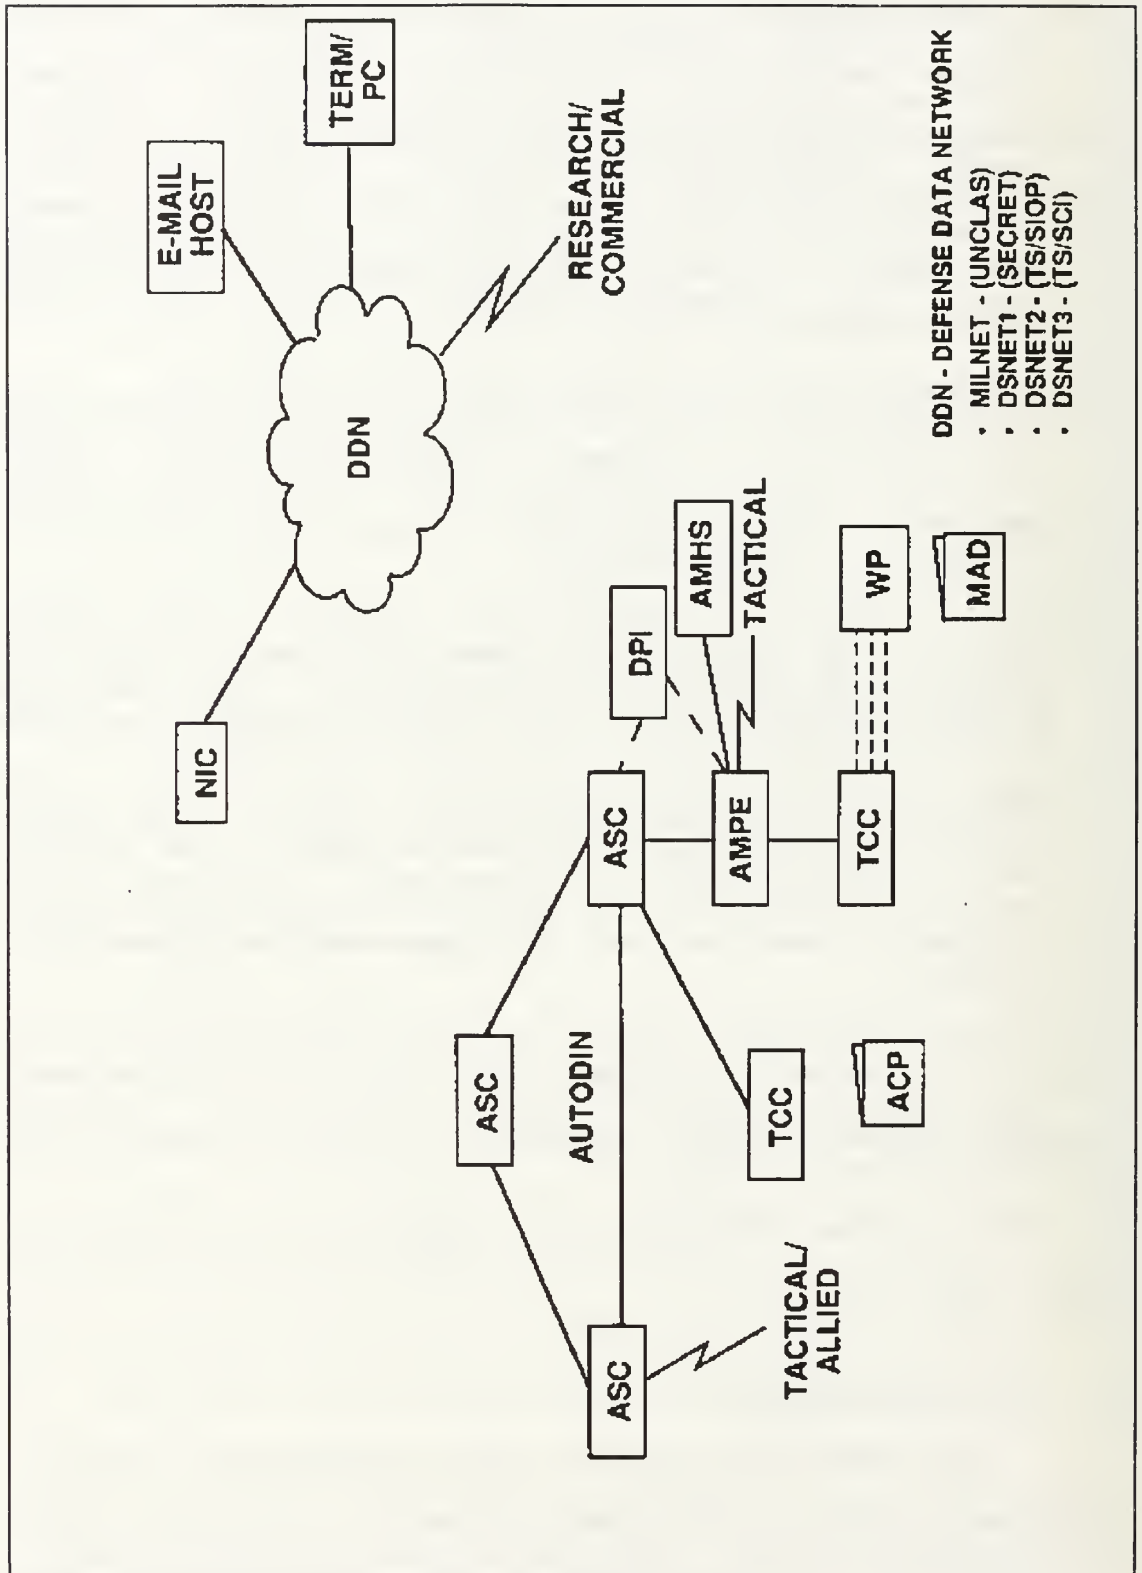 NIC
E-MAIL
HOST
DDN
TERM/
PC
RESEARCH/
COMMERCIAL
ASC
AUTODIN
ASC
ASC
DPI
AMHS
TACTICAL
AMPE
TCC
TCC
WP
TACTICAL/
ALLIED
ACP
MAD
DDN - DEFENSE DATA NETWORK
• MILNET - (UNCLAS)
• DSNET1 - (SECRET)
• DSNET2 - (TS/SIOP)
• DSNET3 - (TS/SCI)